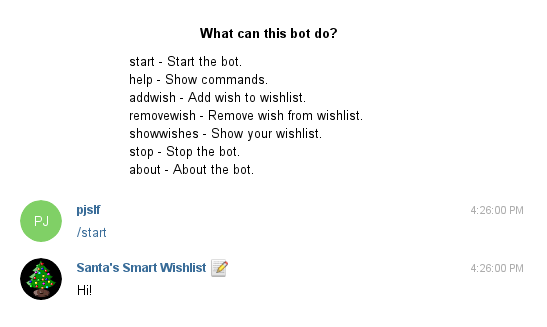 What can this bot do?
start - Start the bot.
help - Show commands.
addwish - Add wish to wishlist.
removewish - Remove wish from wishlist.
showwishes - Show your wishlist.
stop - Stop the bot.
about - About the bot.
PJ
pjslf 4:26:00 PM
/start
Santa's Smart Wishlist 📝 4:26:00 PM
Hi!